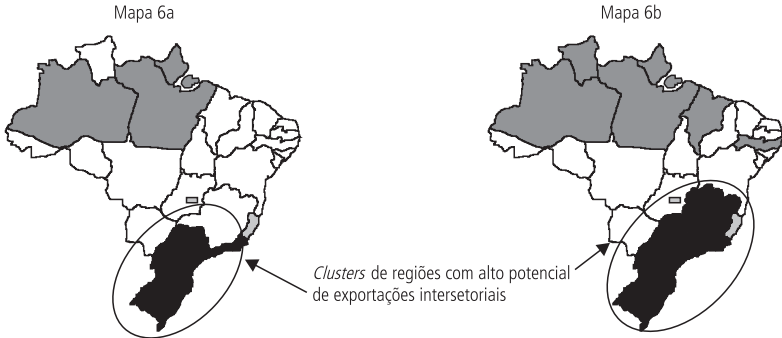 Mapa 6a
Mapa 6b
Clusters de regiões com alto potencial
de exportações intersetoriais